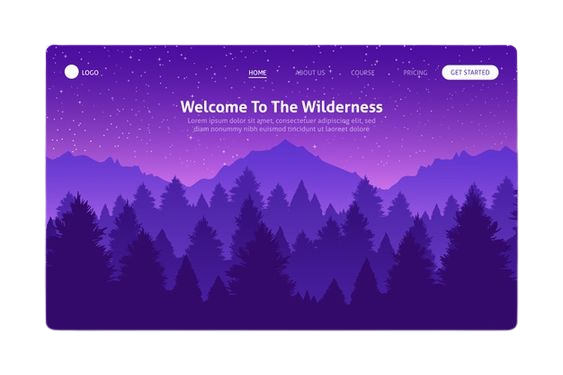 LOGO
HOME
ABOUT US
COURSE
PRICING
GET STARTED
Welcome To The Wilderness
Lorem ipsum dolor sit amet, consectetuer adipiscing elit, sed
diam nonummy nibh euismod tincidunt ut laoreet dolore